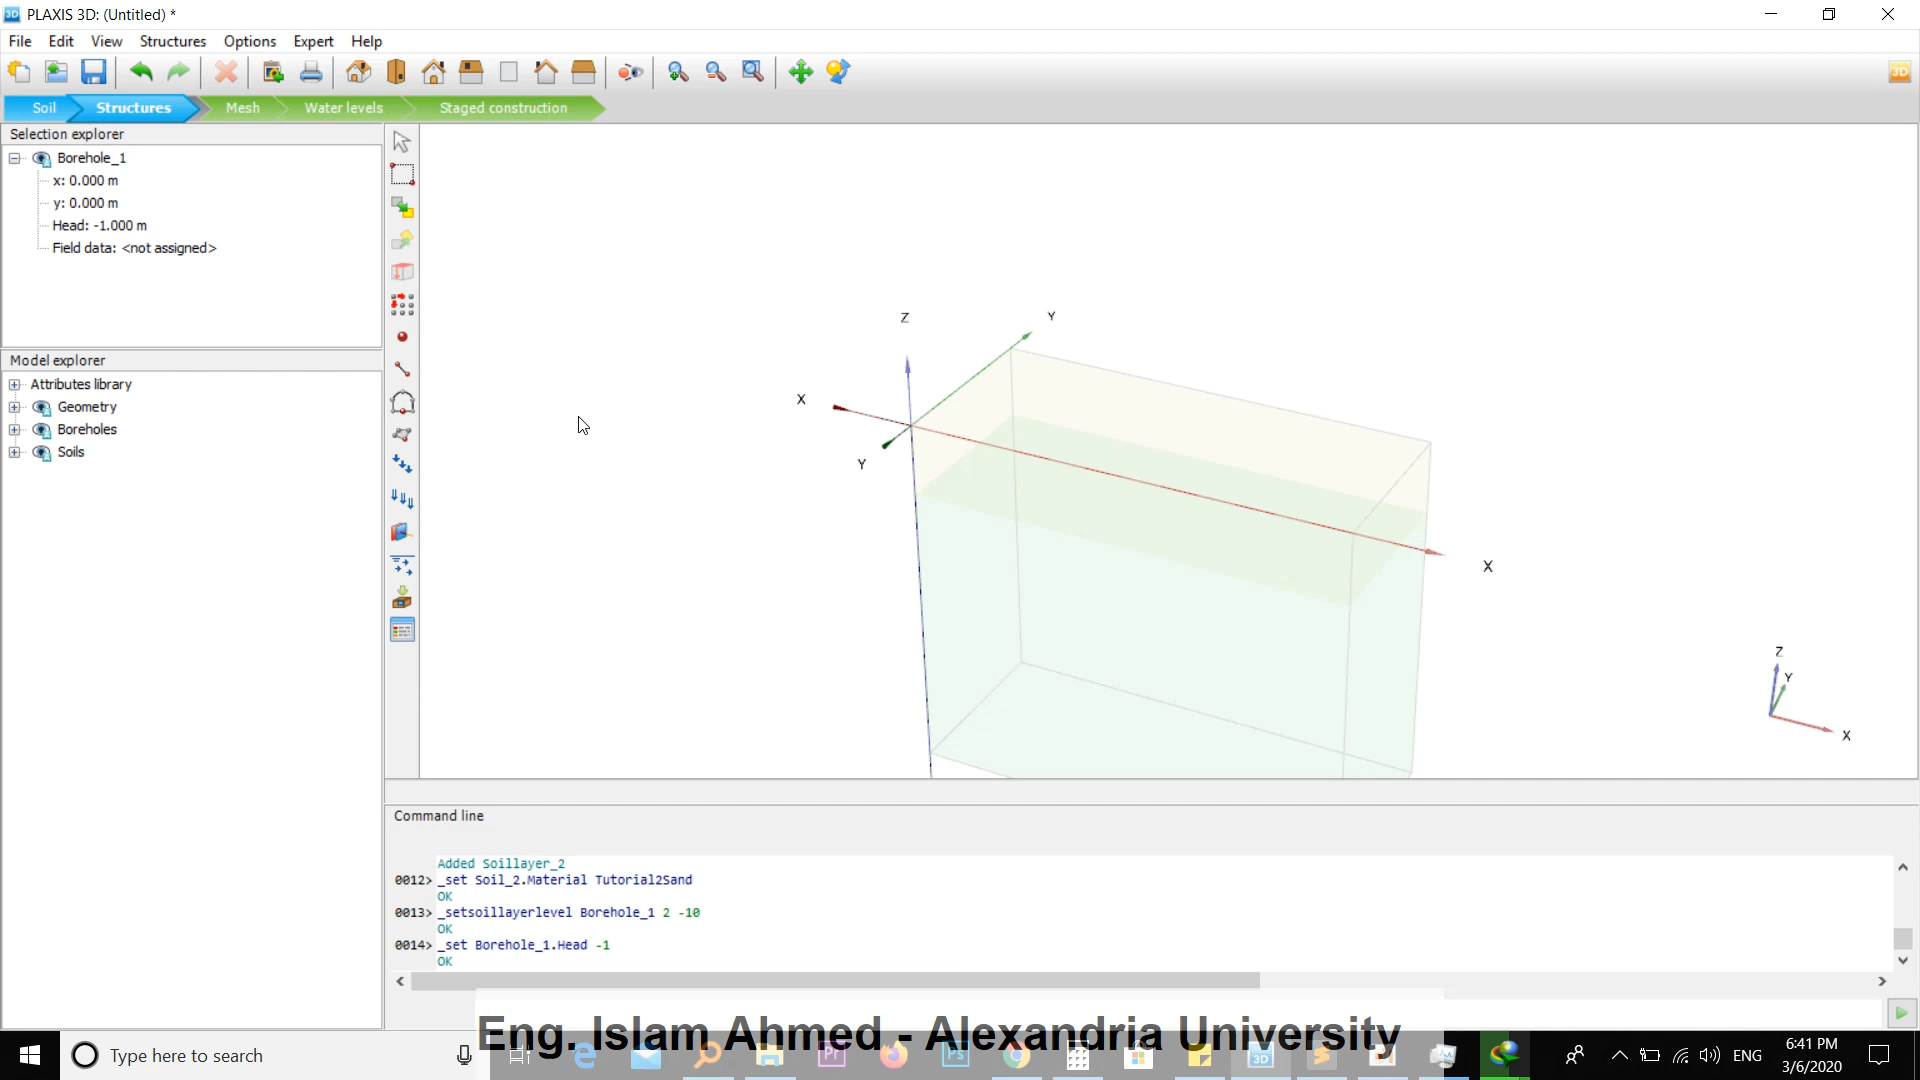 PLAXIS 3D: (Untitled) *
File Edit View Structures Options Expert Help
3D
Soil Structures Mesh Water levels Staged construction
Selection explorer
Borehole_1
x: 0.000 m
y: 0.000 m
Head: -1.000 m
Field data: <not assigned>
Model explorer
Attributes library
Geometry
Boreholes
Soils
Z
Y
X
Y
X
Z
Y
X
Command line
Added Soillayer_2
0012> _set Soil_2.Material Tutorial2Sand
OK
0013> _setsoillayerlevel Borehole_1 2 -10
OK
0014> _set Borehole_1.Head -1
OK
Eng. Islam Ahmed - Alexandria University
Type here to search
Pr
Ps
3D
ENG
6:41 PM
3/6/2020